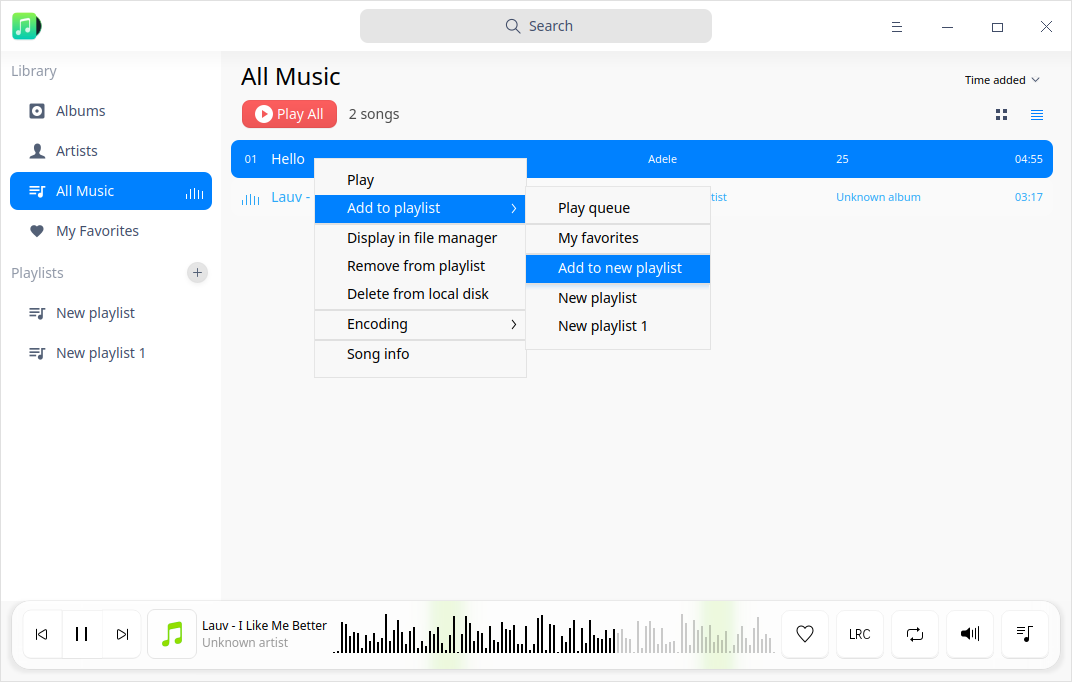 Search
Library
Albums
Artists
All Music
My Favorites
Playlists
New playlist
New playlist 1
All Music
Time added
Play All
2 songs
01 Hello Adele 25 04:55
Lauv - Unknown album 03:17
Play
Add to playlist
Display in file manager
Remove from playlist
Delete from local disk
Encoding
Song info
Play queue
My favorites
Add to new playlist
New playlist
New playlist 1
Lauv - I Like Me Better
Unknown artist
LRC